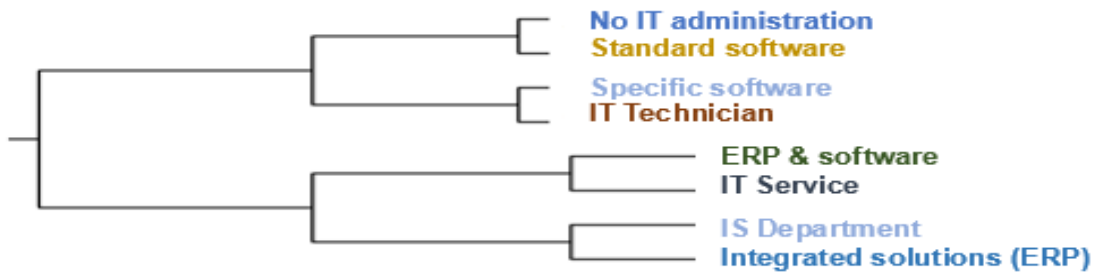 No IT administration
Standard software
Specific software
IT Technician
ERP & software
IT Service
IS Department
Integrated solutions (ERP)